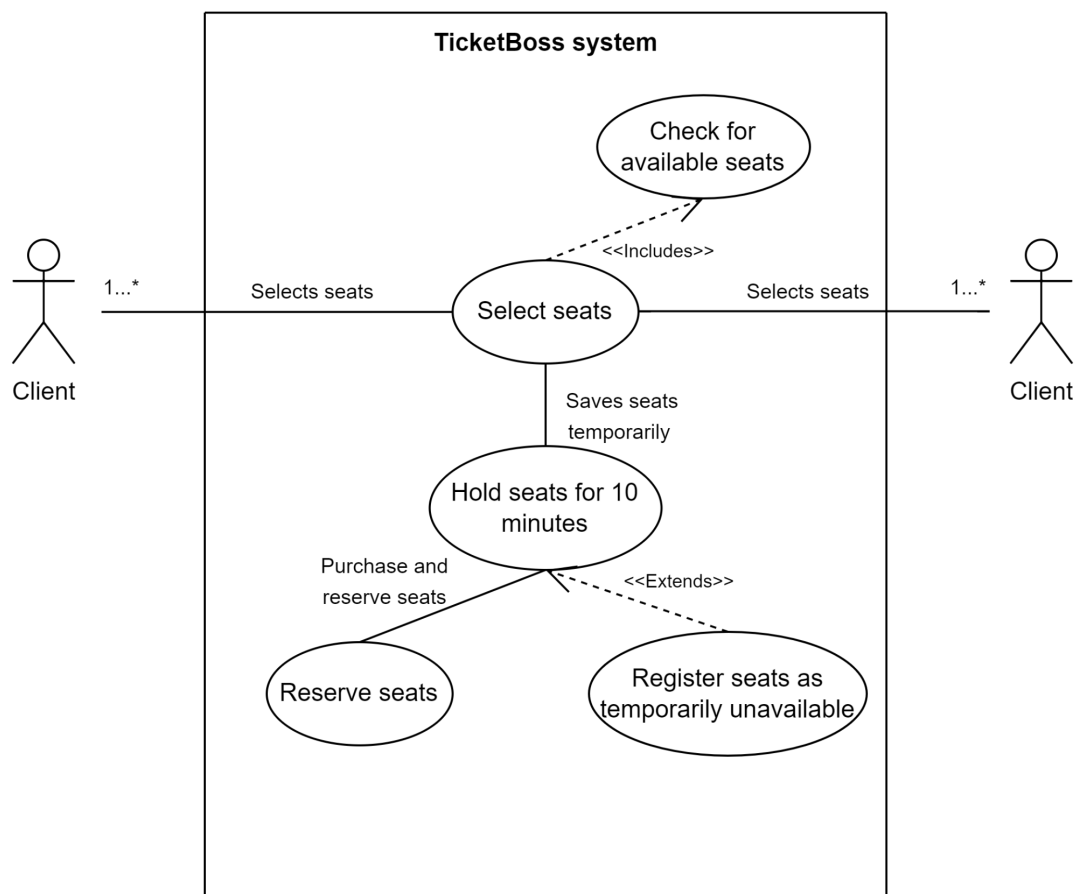 TicketBoss system
Check for
available seats
<<Includes>>
1...*
Selects seats
Select seats
Selects seats
1...*
Client
Client
Saves seats
temporarily
Hold seats for 10
minutes
Purchase and
reserve seats
<<Extends>>
Reserve seats
Register seats as
temporarily unavailable